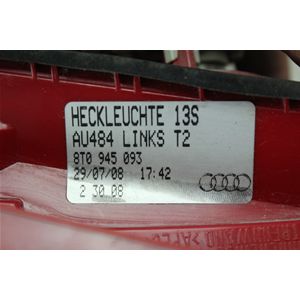 HECKLEUCHTE 13S
AU484 LINKS T2
8T0 945 093
29/07/08 17:42
2 30 08